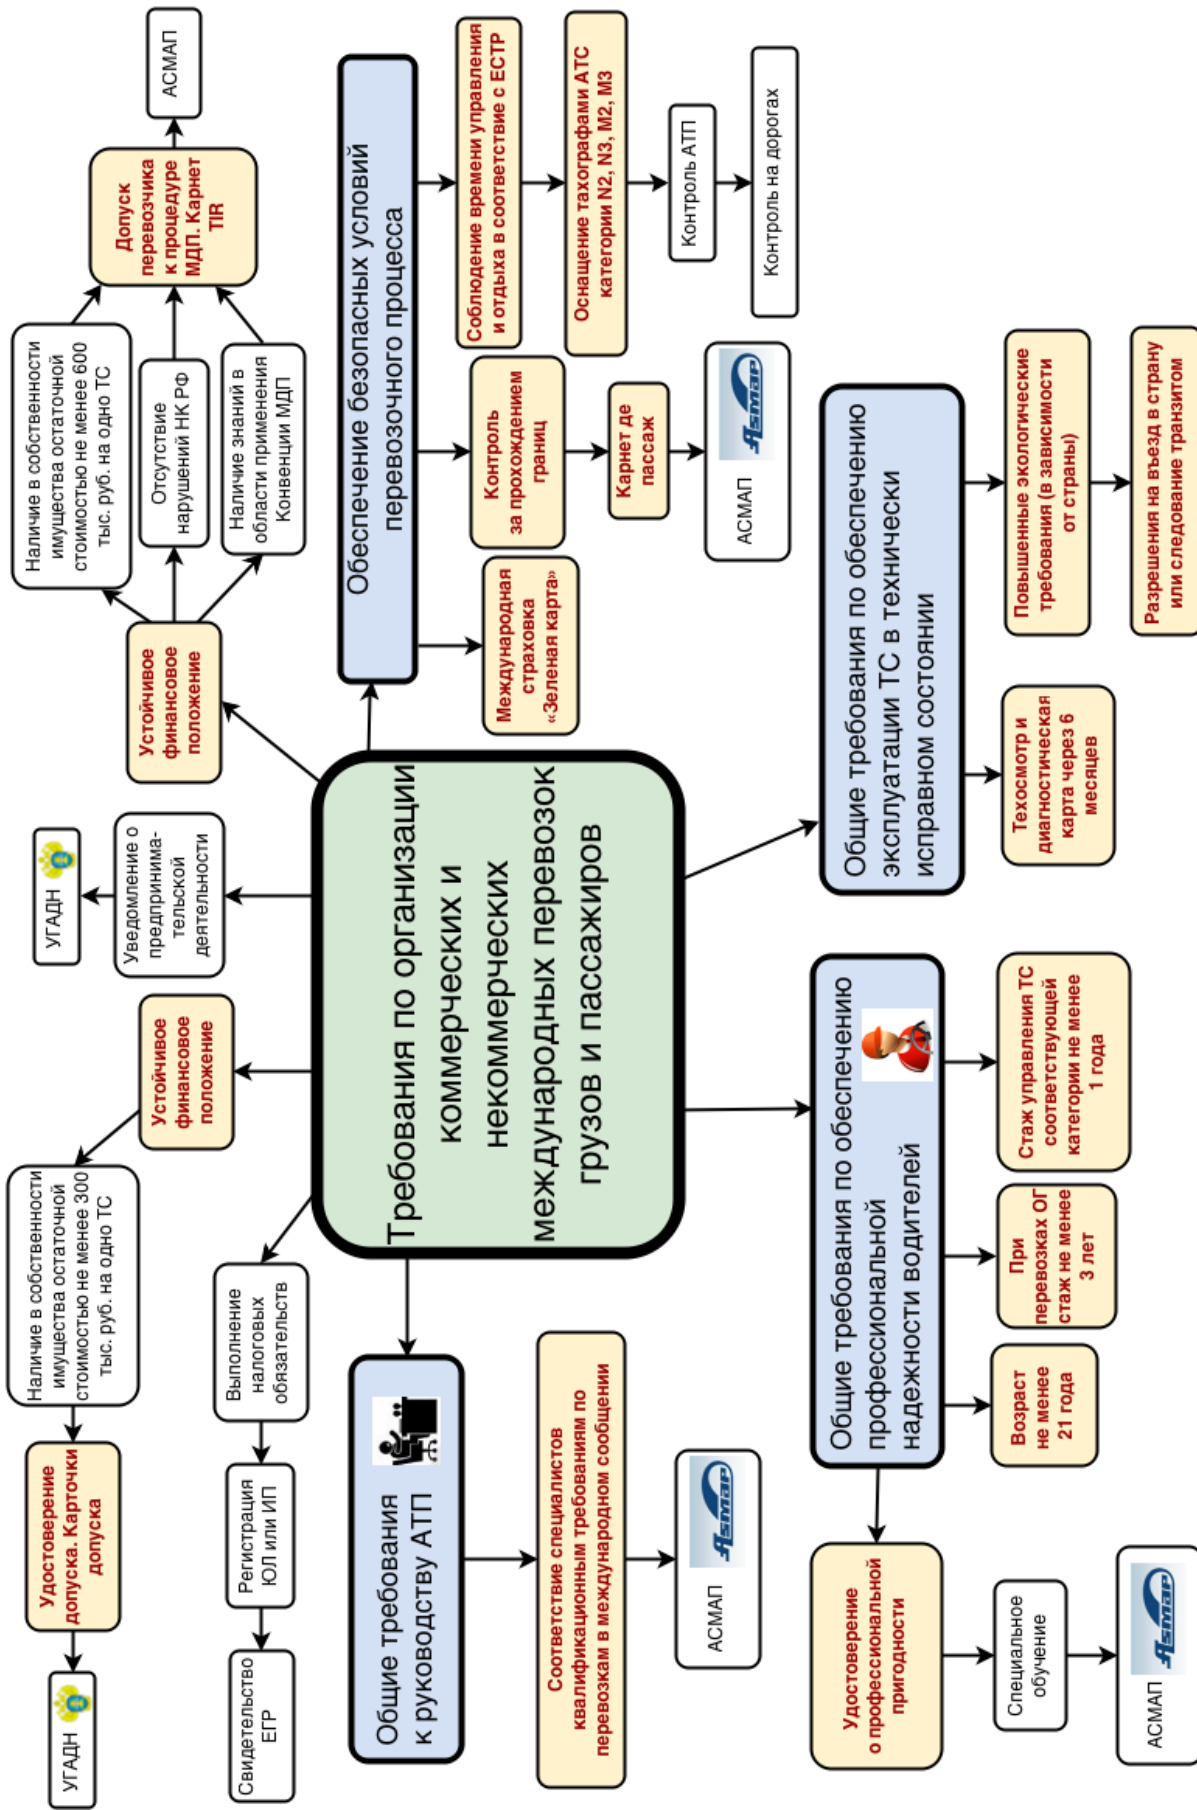 УГАДН
Удостоверение
допуска. Карточки
допуска
Наличие в собственности
имущества остаточной
стоимостью не менее 300
тыс. руб. на одно ТС
Устойчивое
финансовое
положение
УГАДН
Уведомление о
предпринима-
тельской
деятельности
Устойчивое
финансовое
положение
Наличие в собственности
имущества остаточной
стоимостью не менее 600
тыс. руб. на одно ТС
Отсутствие
нарушений НК РФ
Наличие знаний в
области применения
Конвенции МДП
Допуск
перевозчика
к процедуре
МДП. Карнет
TIR
АСМАП
Свидетельство
ЕГР
Регистрация
ЮЛ или ИП
Выполнение
налоговых
обязательств
Требования по организации
коммерческих и
некоммерческих
международных перевозок
грузов и пассажиров
Общие требования
к руководству АТП
Соответствие специалистов
квалификационным требованиям по
перевозкам в международном сообщении
АСМАП
Asmap
Обеспечение безопасных условий
перевозочного процесса
Международная
страховка
«Зеленая карта»
Контроль
за прохождением
границ
Карнет де
пассаж
АСМАП
Asmap
Соблюдение времени управления
и отдыха в соответствие с ЕСТР
Оснащение тахографами АТС
категории N2, N3, M2, M3
Контроль АТП
Контроль на дорогах
Общие требования по обеспечению
профессиональной
надежности водителей
Удостоверение
о профессиональной
пригодности
Специальное
обучение
АСМАП
Asmap
Возраст
не менее
21 года
При
перевозках ОГ
стаж не менее
3 лет
Стаж управления ТС
соответствующей
категории не менее
1 года
Общие требования по обеспечению
эксплуатации ТС в технически
исправном состоянии
Техосмотр и
диагностическая
карта через 6
месяцев
Повышенные экологические
требования (в зависимости
от страны)
Разрешения на въезд в страну
или следование транзитом